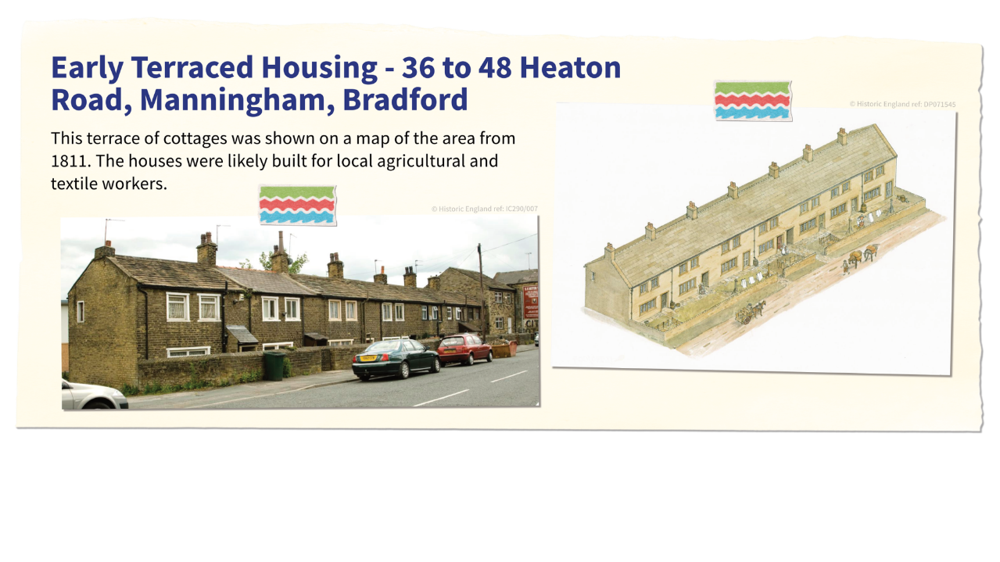 Early Terraced Housing - 36 to 48 Heaton
Road, Manningham, Bradford
© Historic England ref: DP071545
This terrace of cottages was shown on a map of the area from
1811. The houses were likely built for local agricultural and
textile workers.
© Historic England ref: IC290/007